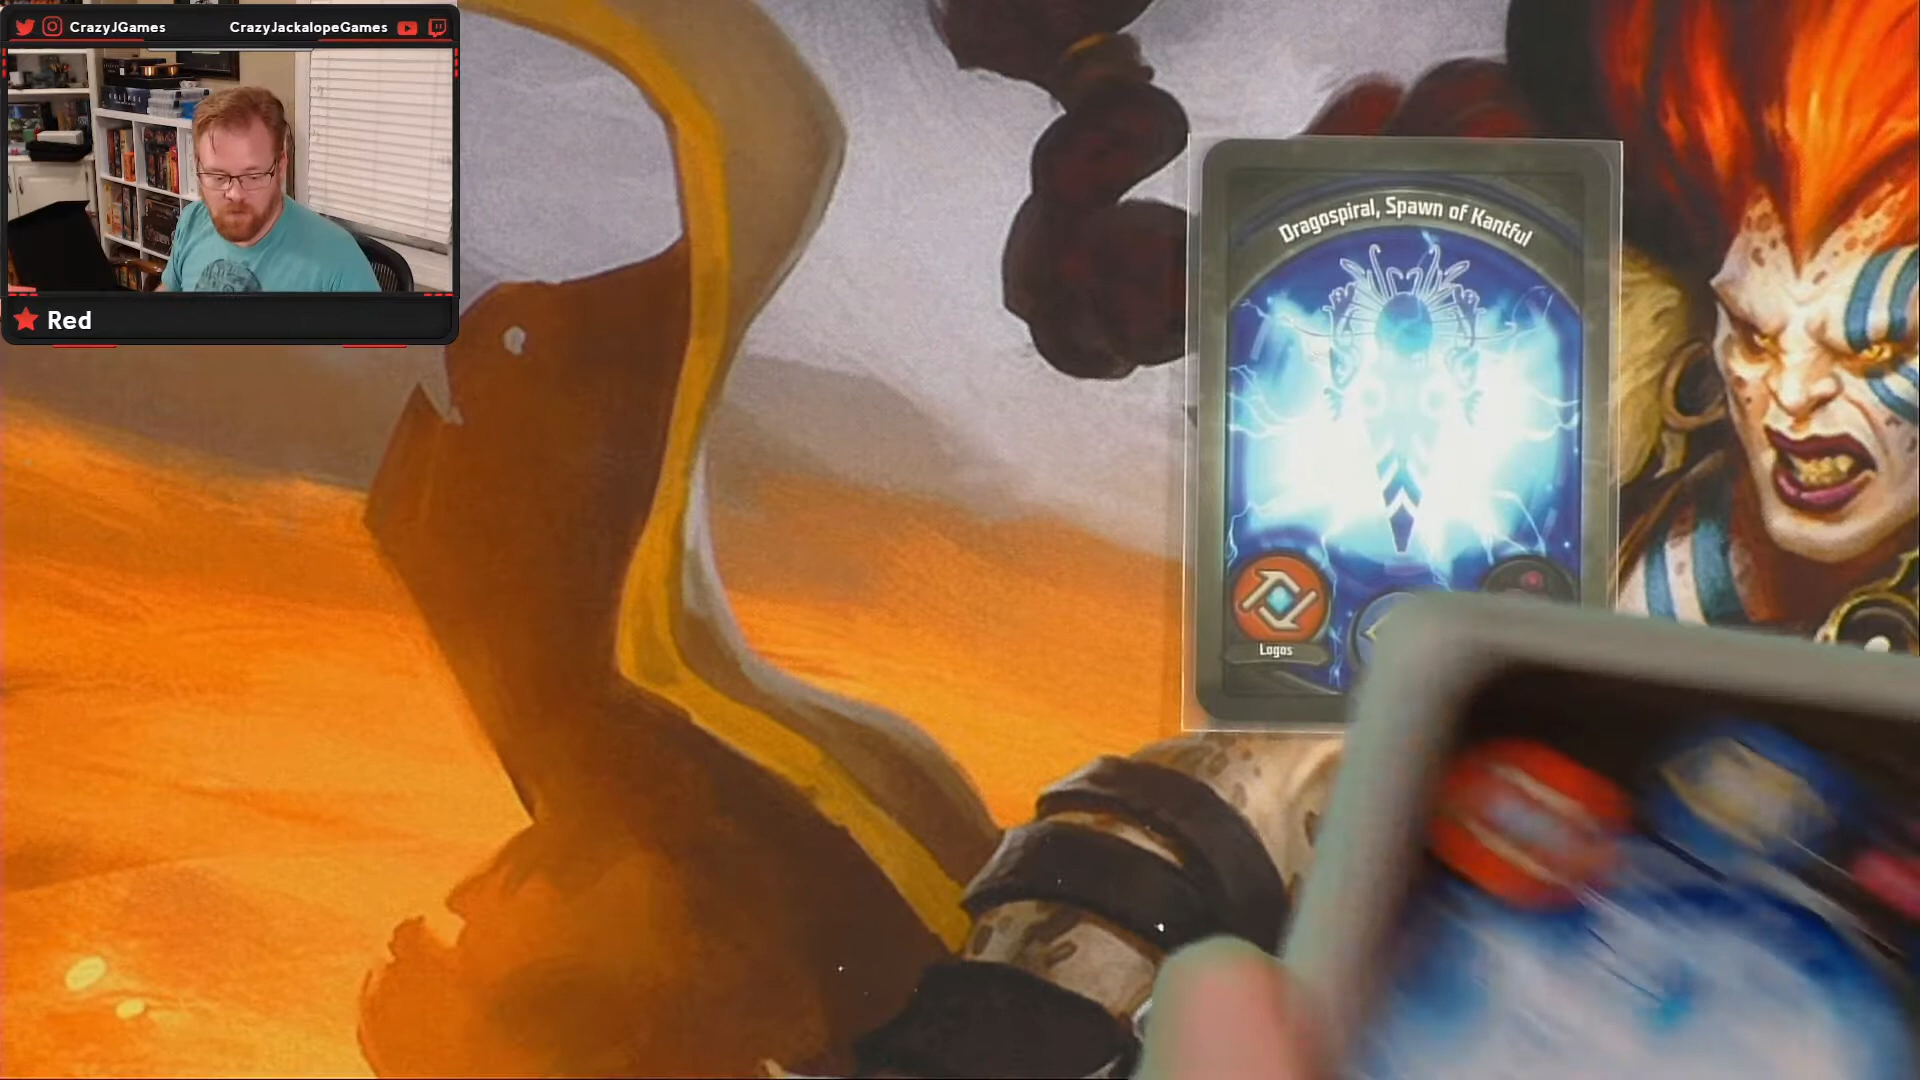 CrazyJGames
CrazyJackalopeGames
Red
Dragospiral, Spawn of Kantful
Logos